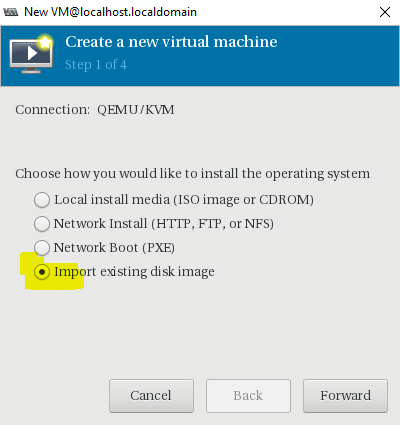 New VM@localhost.localdomain
Create a new virtual machine
Step 1 of 4
Connection: QEMU/KVM
Choose how you would like to install the operating system
Local install media (ISO image or CDROM)
Network Install (HTTP, FTP, or NFS)
Network Boot (PXE)
Import existing disk image
Cancel Back Forward